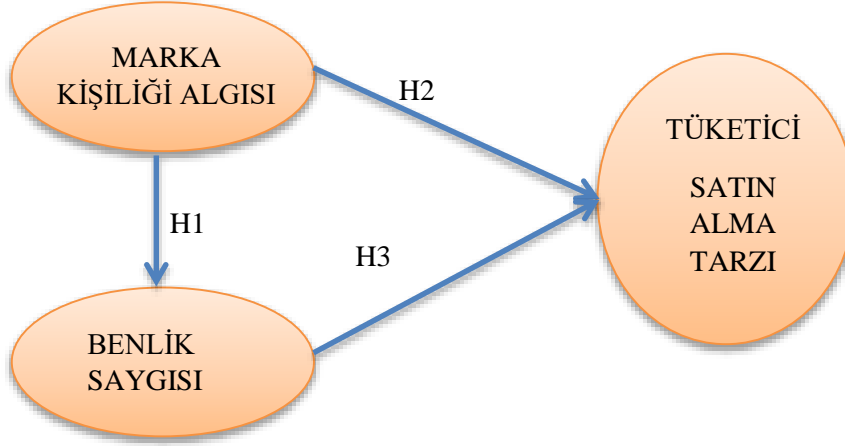 MARKA
KİŞİLİĞİ ALGISI
H2
TÜKETİCİ
SATIN
ALMA
TARZI
H1
H3
BENLİK
SAYGISI